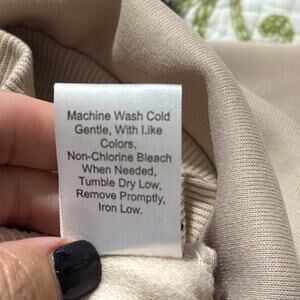 Machine Wash Cold
Gentle, With Like
Colors,
Non-Chlorine Bleach
When Needed,
Tumble Dry Low,
Remove Promptly,
Iron Low.